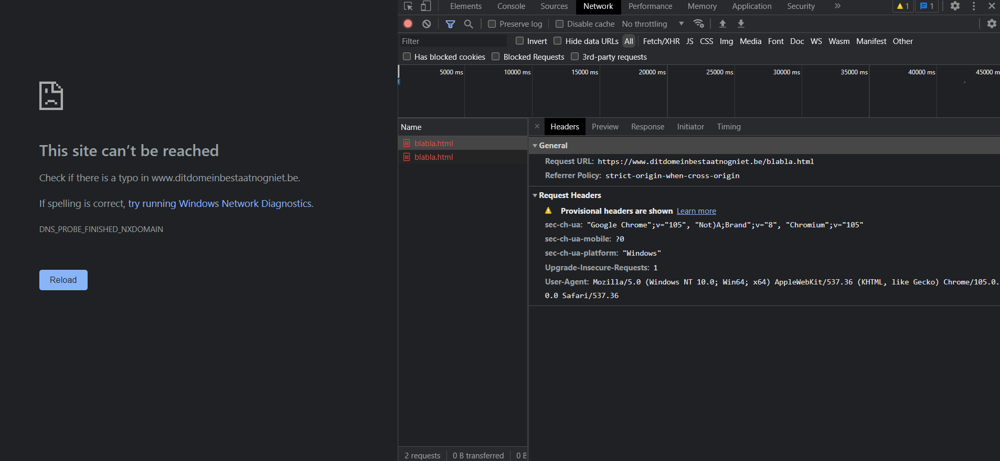 This site can’t be reached
Check if there is a typo in www.ditdomeinbestaatnogniet.be.
If spelling is correct, try running Windows Network Diagnostics.
DNS_PROBE_FINISHED_NXDOMAIN
Reload
Elements Console Sources Network Performance Memory Application Security » 1 1
Preserve log Disable cache No throttling
Filter Invert Hide data URLs All Fetch/XHR JS CSS Img Media Font Doc WS Wasm Manifest Other
Has blocked cookies Blocked Requests 3rd-party requests
5000 ms 10000 ms 15000 ms 20000 ms 25000 ms 30000 ms 35000 ms 40000 ms 45000 m
Name
blabla.html
blabla.html
2 requests 0 B transferred 0 B
× Headers Preview Response Initiator Timing
General
Request URL: https://www.ditdomeinbestaatnogniet.be/blabla.html
Referrer Policy: strict-origin-when-cross-origin
Request Headers
Provisional headers are shown Learn more
sec-ch-ua: "Google Chrome";v="105", "Not)A;Brand";v="8", "Chromium";v="105"
sec-ch-ua-mobile: ?0
sec-ch-ua-platform: "Windows"
Upgrade-Insecure-Requests: 1
User-Agent: Mozilla/5.0 (Windows NT 10.0; Win64; x64) AppleWebKit/537.36 (KHTML, like Gecko) Chrome/105.0.
0.0 Safari/537.36